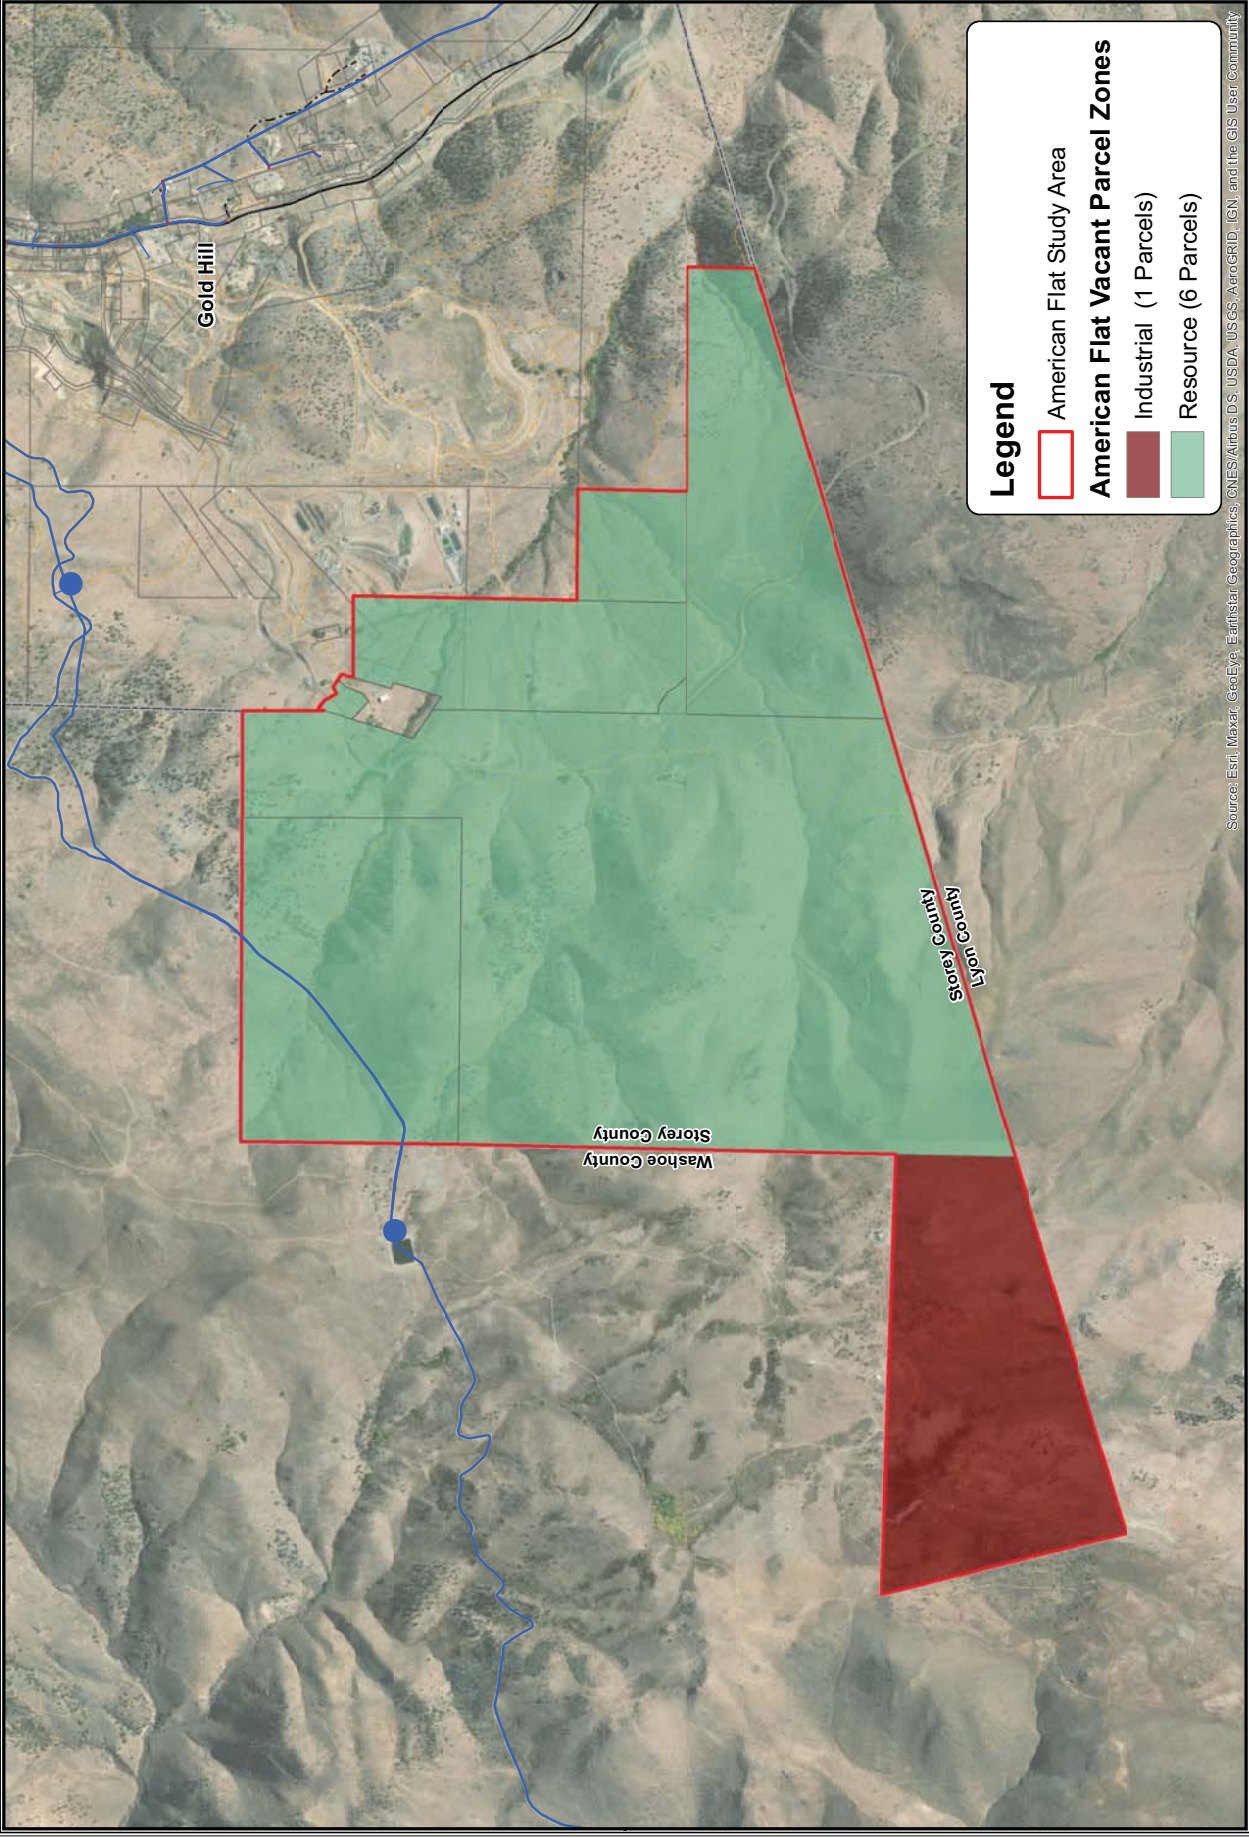 Gold Hill
Storey County
Washoe County
Storey County
Lyon County
Legend
American Flat Study Area
American Flat Vacant Parcel Zones
Industrial (1 Parcels)
Resource (6 Parcels)
Source: Esri, Maxar, GeoEye, Earthstar Geographics, CNES/Airbus DS, USDA, USGS, AeroGRID, IGN, and the GIS User Community